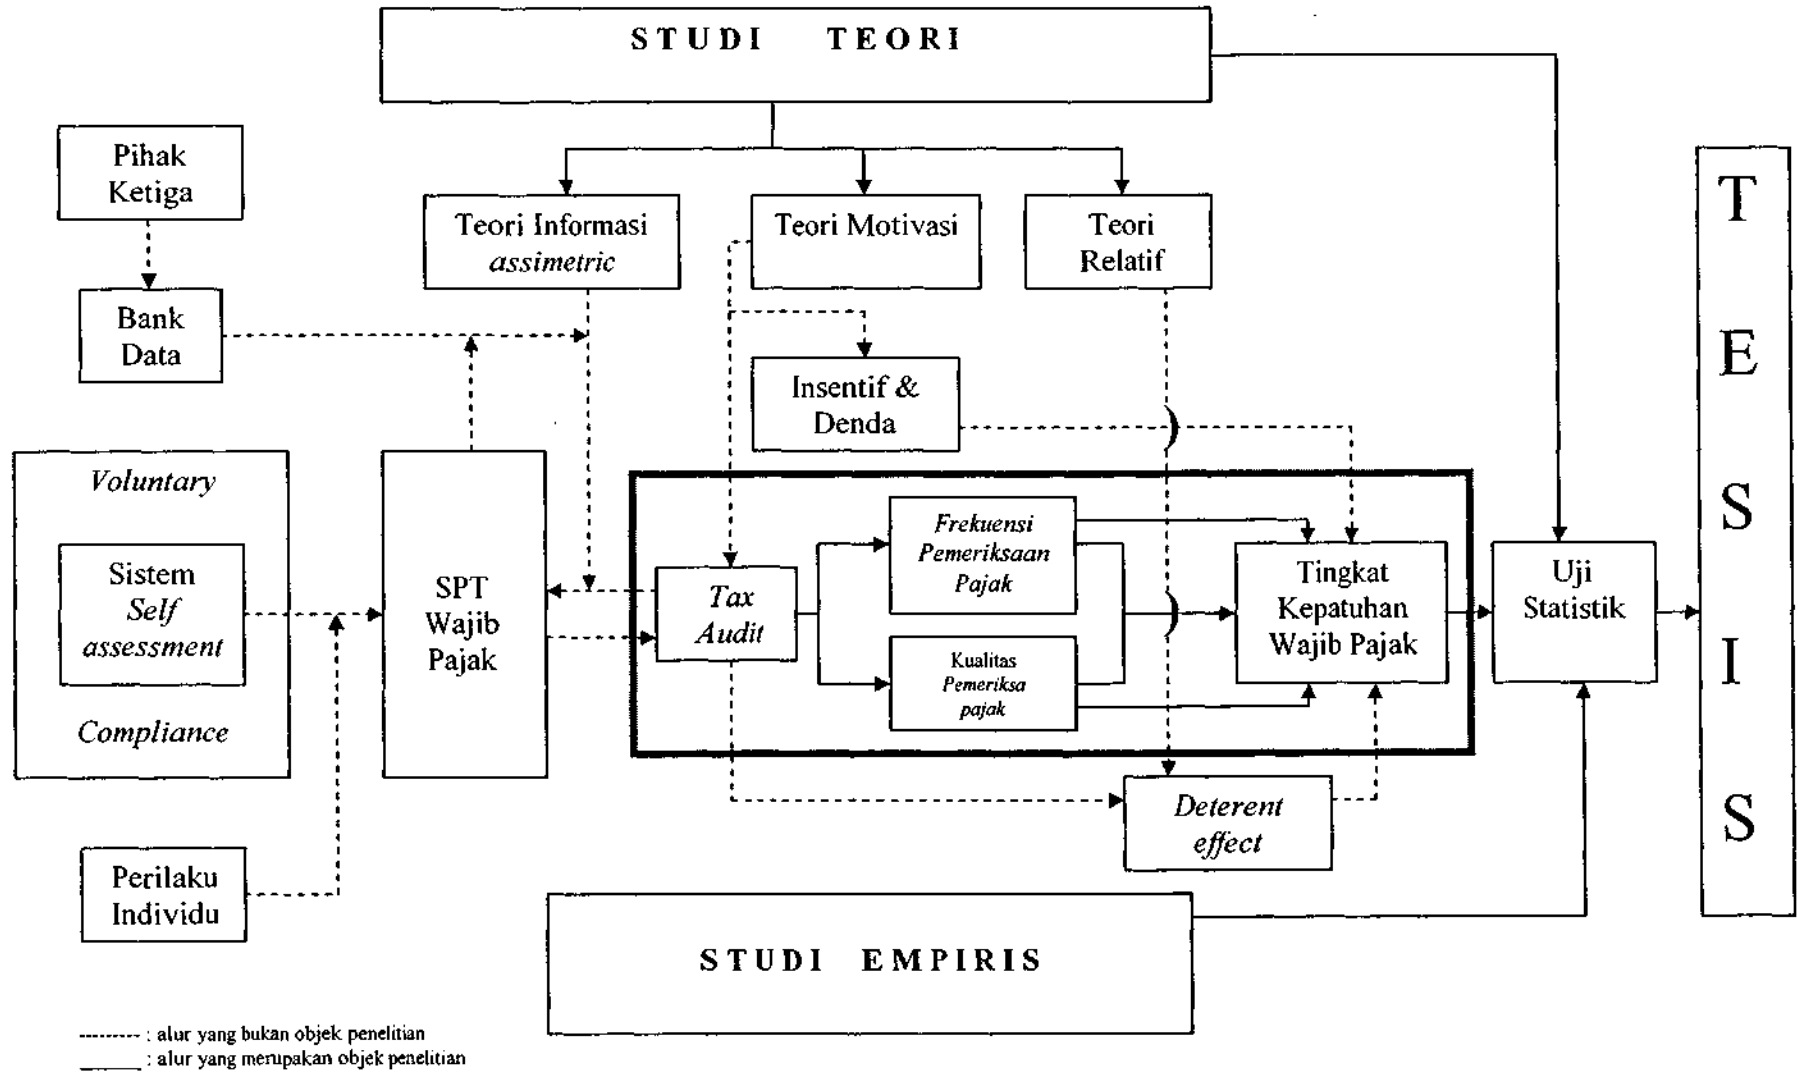 STUDI TEORI
Pihak
Ketiga
Teori Informasi
assimetric
Teori Motivasi
Teori
Relatif
Bank
Data
Insentif &
Denda
Voluntary
Sistem
Self
assessment
Compliance
SPT
Wajib
Pajak
Tax
Audit
Frekuensi
Pemeriksaan
Pajak
Kualitas
Pemeriksa
pajak
Tingkat
Kepatuhan
Wajib Pajak
Uji
Statistik
T
E
S
I
S
Deterent
effect
Perilaku
Individu
STUDI EMPIRIS
: alur yang bukan objek penelitian
: alur yang merupakan objek penelitian